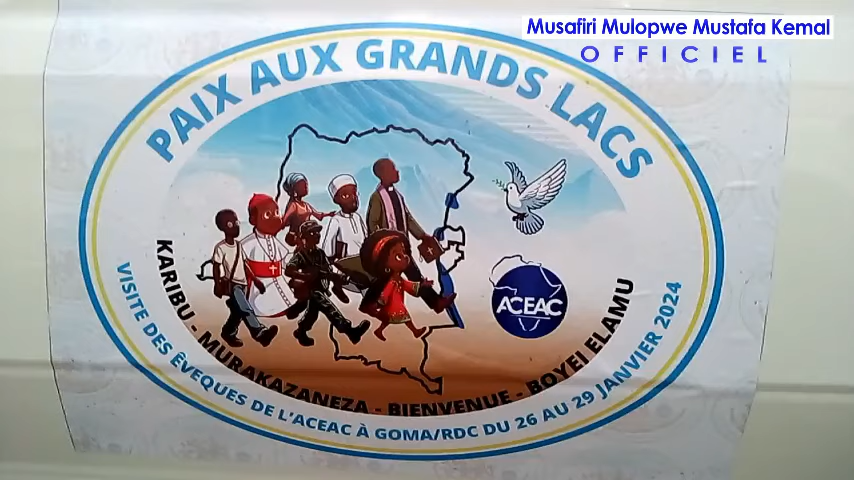 Musafiri Mulopwe Mustafa Kemal
OFFICIEL
PAIX AUX GRANDS LACS
ACEAC
KARIBU - MURAKAZANEZA - BIENVENUE - BOYEI ELAMU
VISITE DES ÉVEQUES DE L'ACEAC À GOMA/RDC DU 26 AU 29 JANVIER 2024